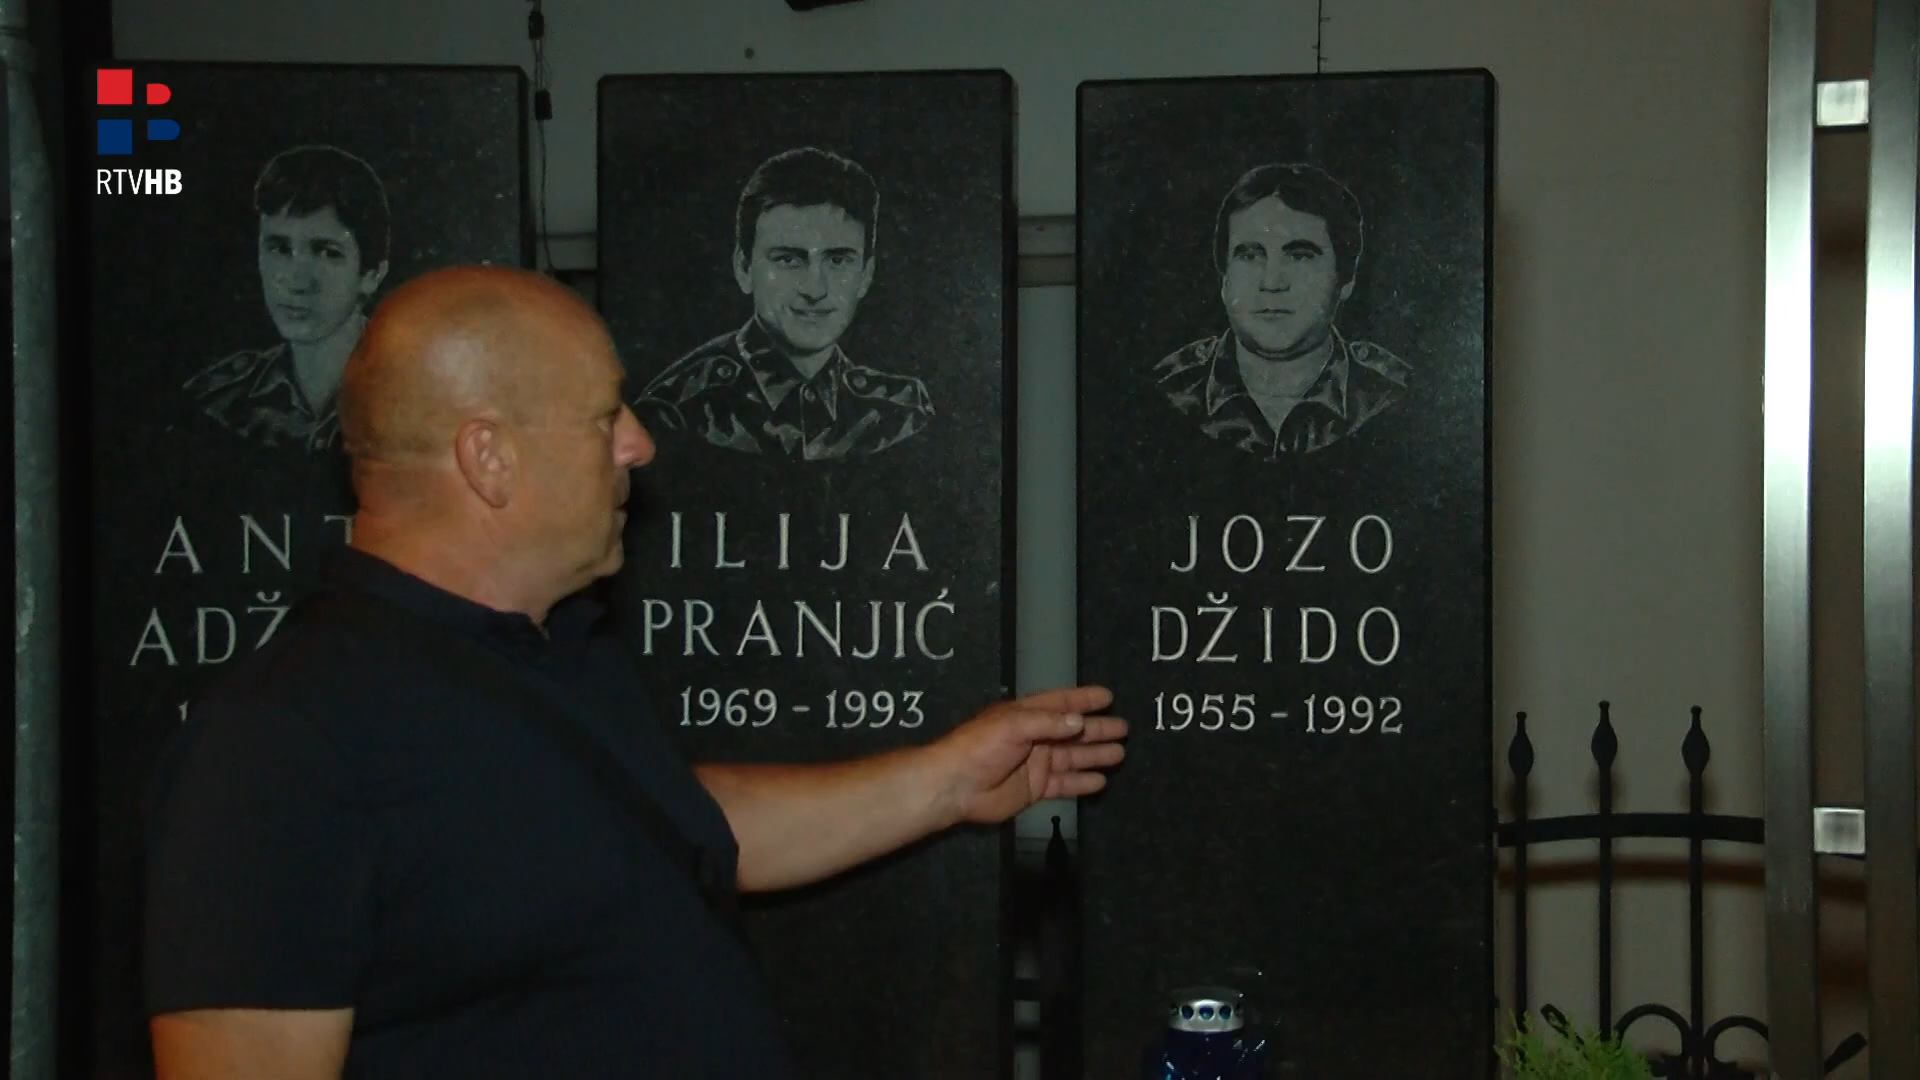 RTVHB
ILIJA
PRANJIĆ
1969 - 1993
JOZO
DŽIDO
1955 - 1992